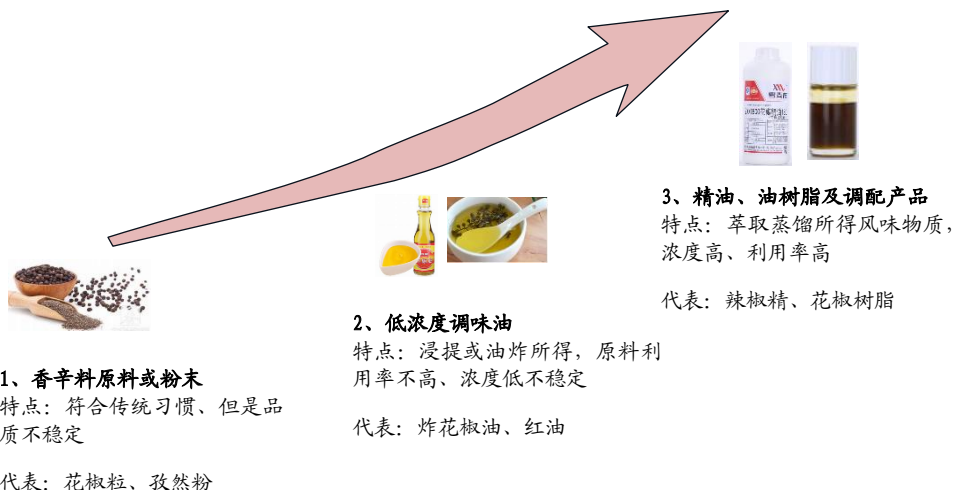 1、香辛料原料或粉末
特点：符合传统习惯、但是品
质不稳定
代表：花椒粒、孜然粉
2、低浓度调味油
特点：浸提或油炸所得，原料利
用率不高、浓度低不稳定
代表：炸花椒油、红油
3、精油、油树脂及调配产品
特点：萃取蒸馏所得风味物质，
浓度高、利用率高
代表：辣椒精、花椒树脂